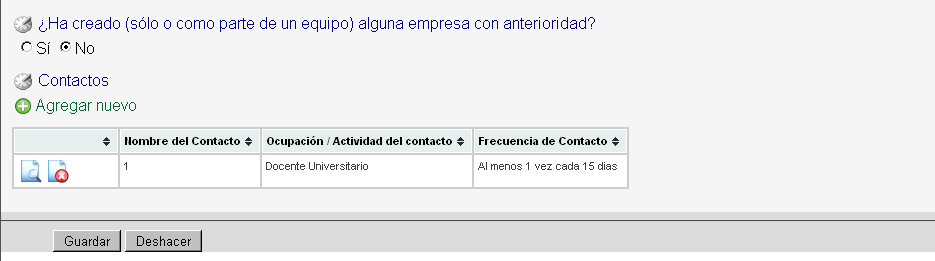 ¿Ha creado (sólo o como parte de un equipo) alguna empresa con anterioridad?
Sí No
Contactos
Agregar nuevo
Nombre del Contacto Ocupación / Actividad del contacto Frecuencia de Contacto
1 Docente Universitario Al menos 1 vez cada 15 dias
Guardar Deshacer